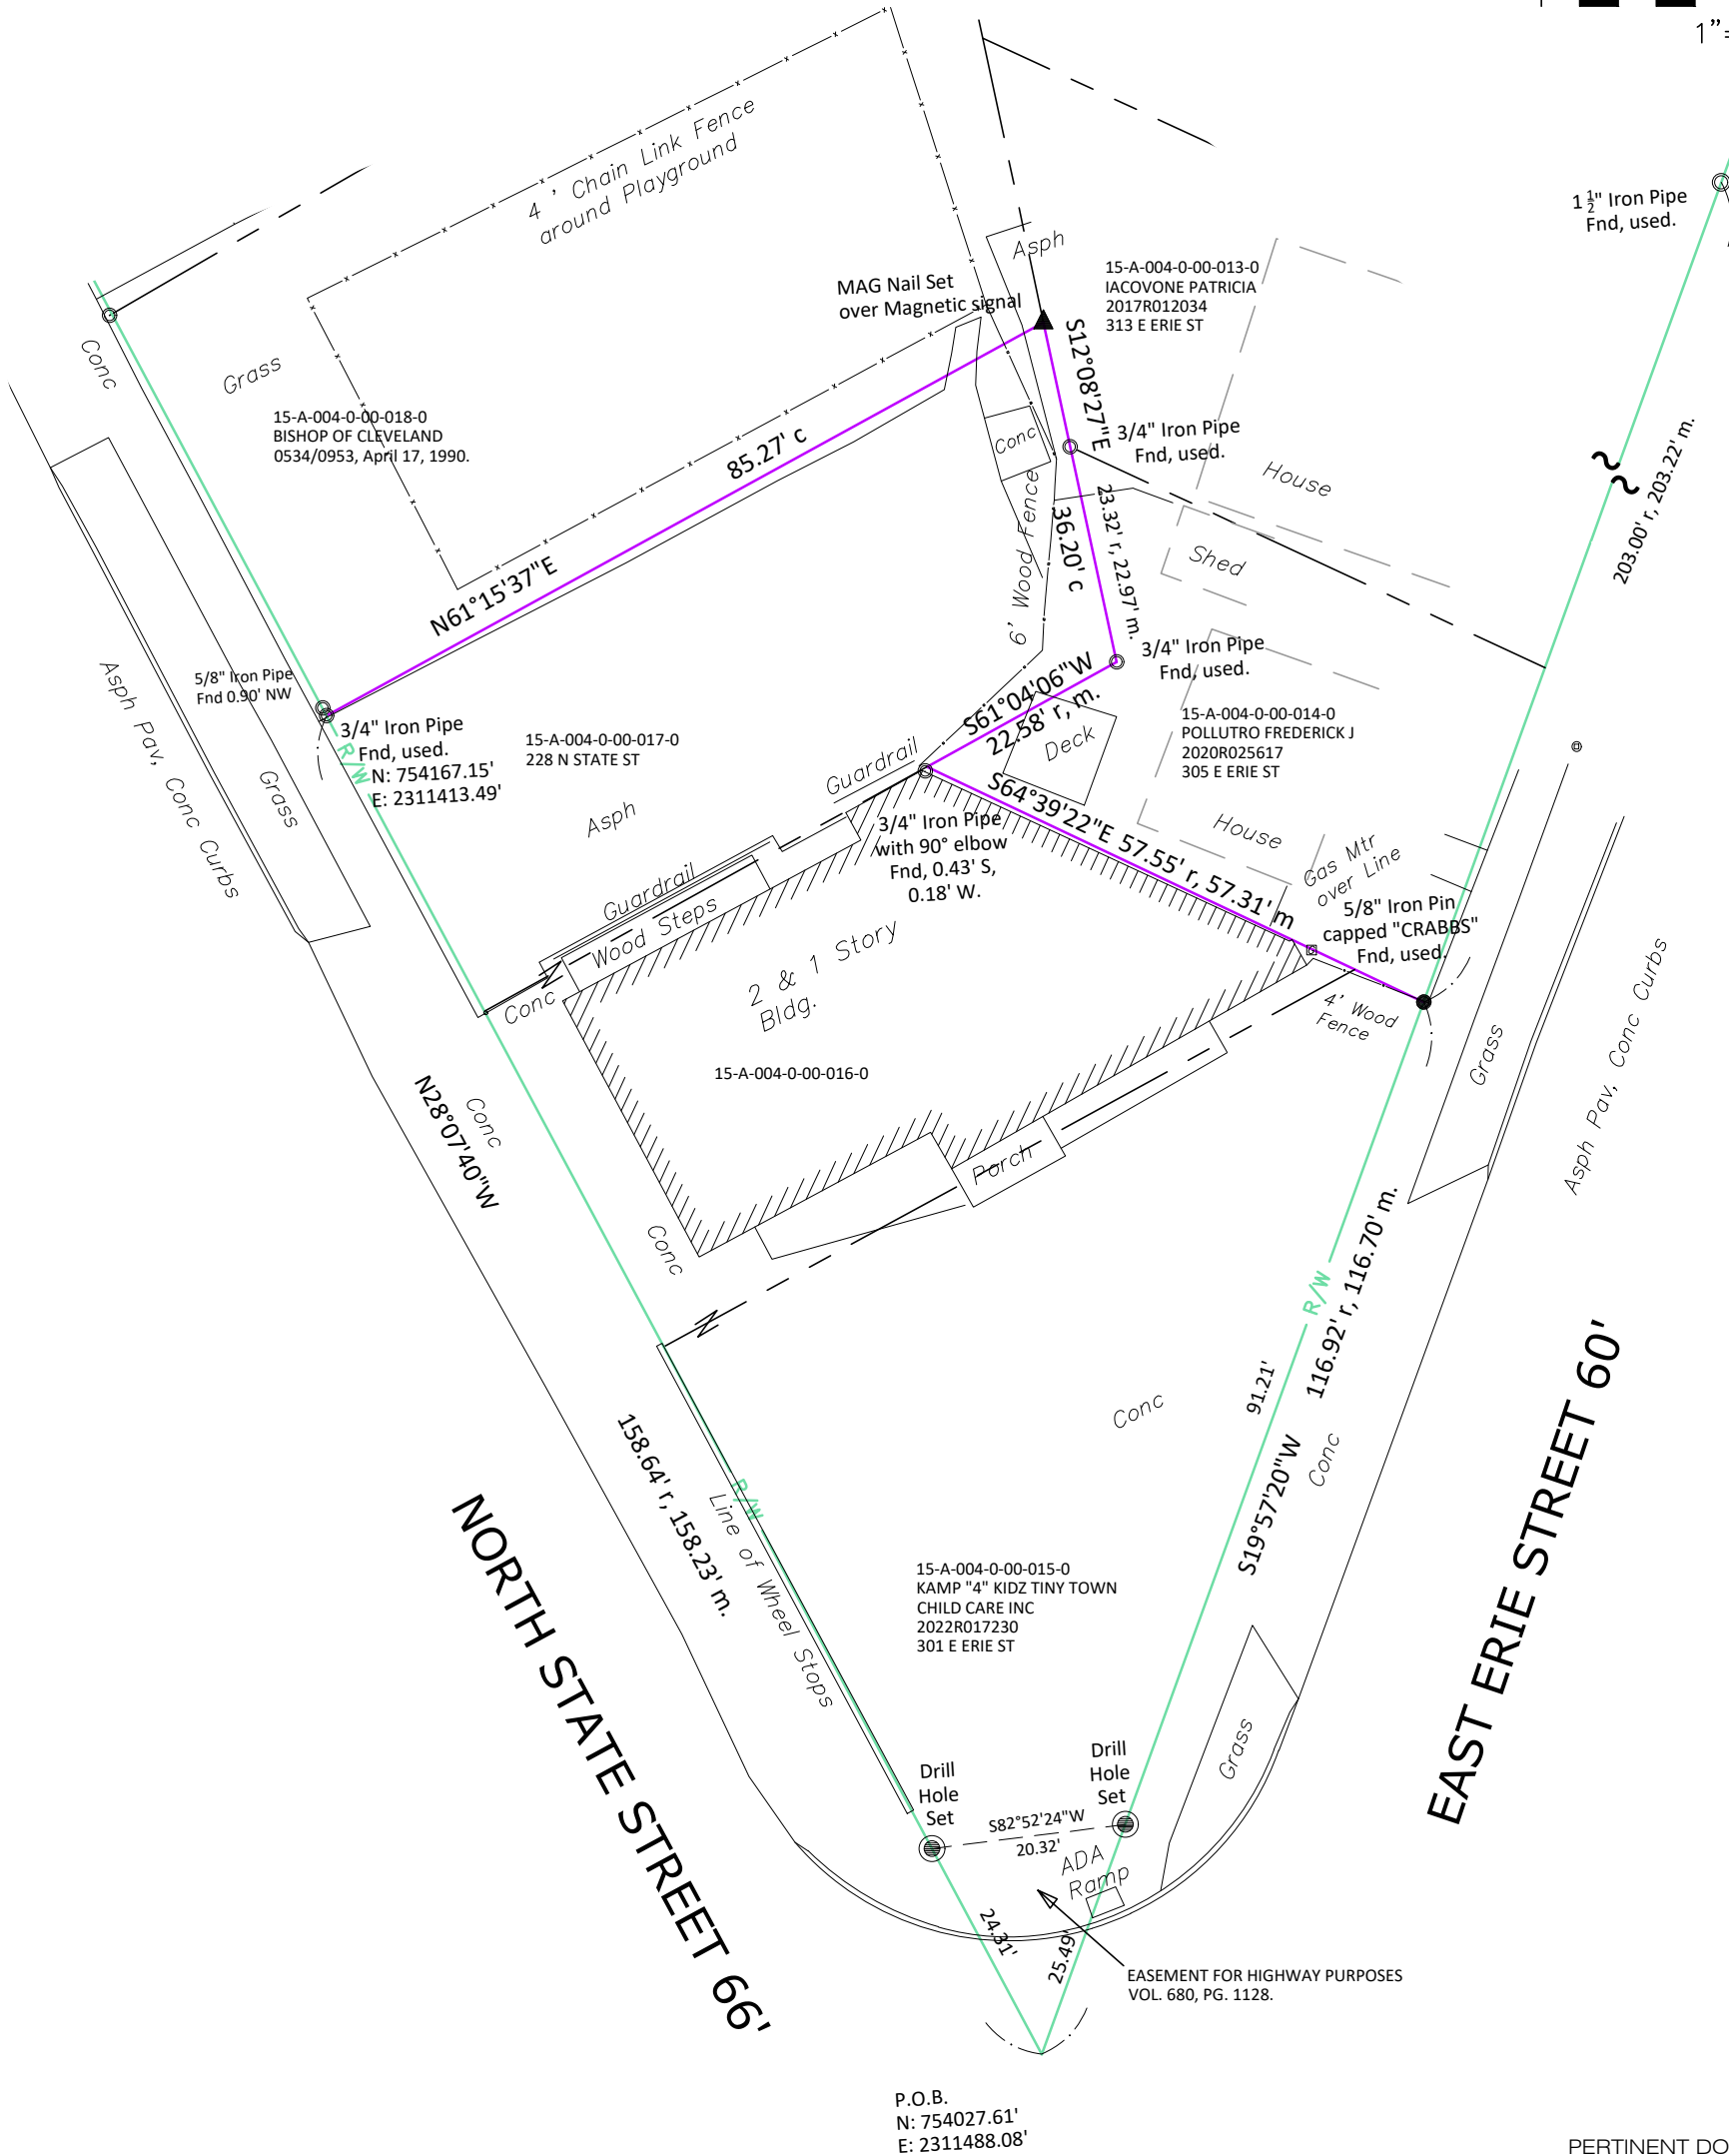 1"=
4' Chain Link Fence
around Playground
1 ½" Iron Pipe
Fnd, used.
Asph
MAG Nail Set
over Magnetic signal
15-A-004-0-00-013-0
IACOVONE PATRICIA
2017R012034
313 E ERIE ST
Conc
Grass
15-A-004-0-00-018-0
BISHOP OF CLEVELAND
0534/0953, April 17, 1990.
85.27' c
N61°15'37"E
S12°08'27"E
36.20' c
23.32' r, 22.97' m.
Conc
6' Wood Fence
3/4" Iron Pipe
Fnd, used.
House
Shed
203.00' r, 203.22' m.
3/4" Iron Pipe
Fnd, used.
5/8" Iron Pipe
Fnd 0.90' NW
3/4" Iron Pipe
Fnd, used.
N: 754167.15'
E: 2311413.49'
R/W
Asph Pav, Conc Curbs
Grass
15-A-004-0-00-017-0
228 N STATE ST
Asph
S61°04'06"W
22.58' r, m.
Deck
15-A-004-0-00-014-0
POLLUTRO FREDERICK J
2020R025617
305 E ERIE ST
Guardrail
Guardrail
Wood Steps
Conc
3/4" Iron Pipe
with 90° elbow
Fnd, 0.43' S,
0.18' W.
S64°39'22"E 57.55' r, 57.31' m
House
Gas Mtr
over Line
5/8" Iron Pin
capped "CRABBS"
Fnd, used.
4' Wood
Fence
2 & 1 Story
Bldg.
15-A-004-0-00-016-0
Porch
Grass
Asph Pav, Conc Curbs
N28°07'40"W
Conc
Conc
158.64' r, 158.23' m.
R/W
Line of Wheel Stops
Conc
R/W
116.92' r, 116.70' m.
91.21'
S19°57'20"W
Conc
NORTH STATE STREET 66'
EAST ERIE STREET 60'
15-A-004-0-00-015-0
KAMP "4" KIDZ TINY TOWN
CHILD CARE INC
2022R017230
301 E ERIE ST
Grass
Drill
Hole
Set
Drill
Hole
Set
S82°52'24"W
20.32'
ADA
Ramp
24.31'
25.49'
EASEMENT FOR HIGHWAY PURPOSES
VOL. 680, PG. 1128.
P.O.B.
N: 754027.61'
E: 2311488.08'
PERTINENT DO